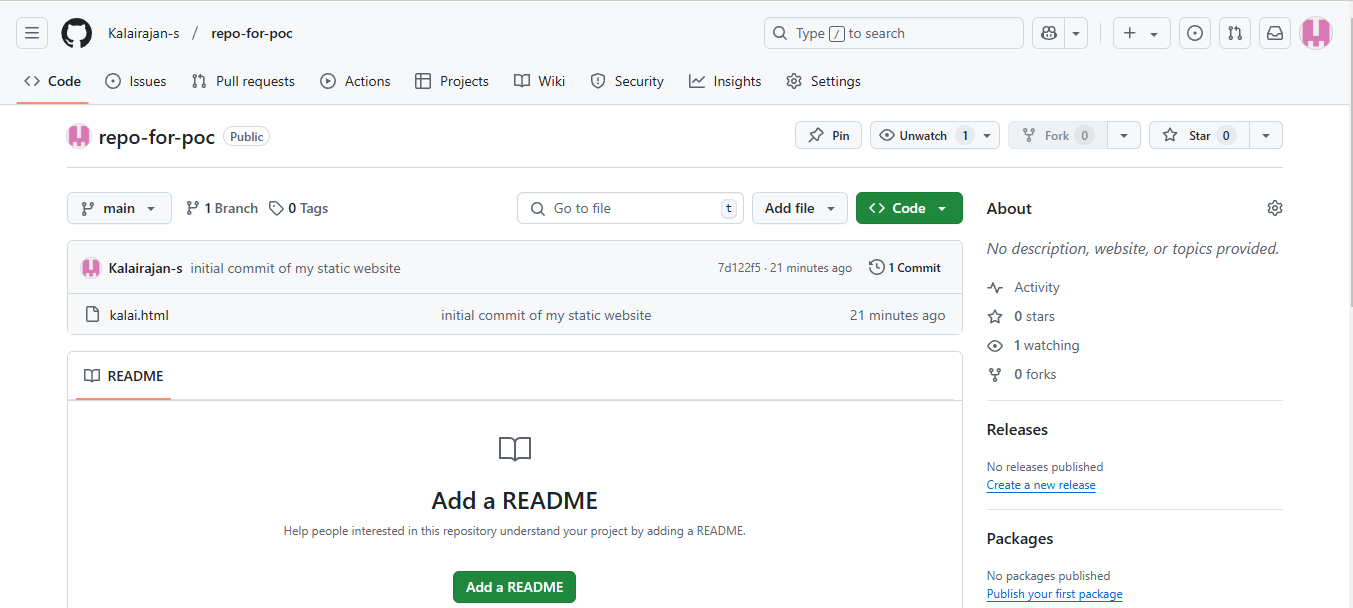 Kalairajan-s / repo-for-poc
Type / to search
Code Issues Pull requests Actions Projects Wiki Security Insights Settings
repo-for-poc Public
Pin Unwatch 1 Fork 0 Star 0
main 1 Branch 0 Tags Go to file t Add file Code
Kalairajan-s initial commit of my static website 7d122f5 · 21 minutes ago 1 Commit
kalai.html initial commit of my static website 21 minutes ago
README
Add a README
Help people interested in this repository understand your project by adding a README.
Add a README
About
No description, website, or topics provided.
Activity
0 stars
1 watching
0 forks
Releases
No releases published
Create a new release
Packages
No packages published
Publish your first package